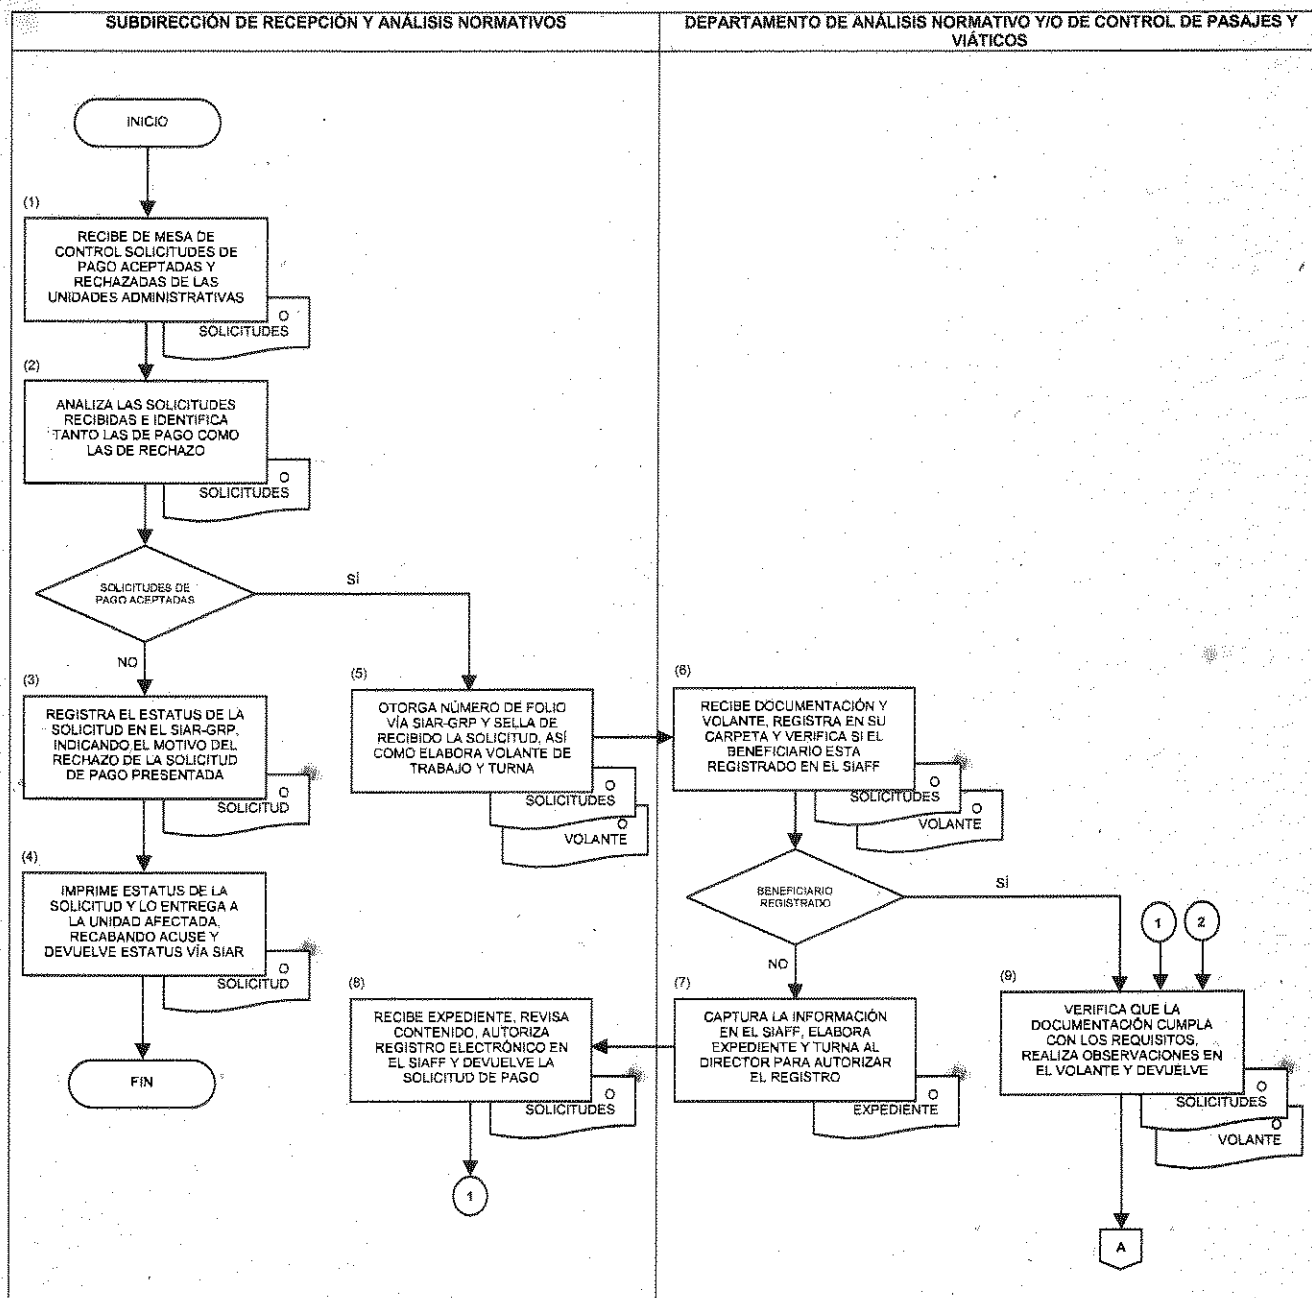 SUBDIRECCIÓN DE RECEPCIÓN Y ANÁLISIS NORMATIVOS
DEPARTAMENTO DE ANÁLISIS NORMATIVO Y/O DE CONTROL DE PASAJES Y
VIÁTICOS
INICIO
(1)
RECIBE DE MESA DE
CONTROL SOLICITUDES DE
PAGO ACEPTADAS Y
RECHAZADAS DE LAS
UNIDADES ADMINISTRATIVAS
O
SOLICITUDES
(2)
ANALIZA LAS SOLICITUDES
RECIBIDAS E IDENTIFICA
TANTO LAS DE PAGO COMO
LAS DE RECHAZO
O
SOLICITUDES
SOLICITUDES DE
PAGO ACEPTADAS
SÍ
NO
(3)
REGISTRA EL ESTATUS DE LA
SOLICITUD EN EL SIAR-GRP,
INDICANDO EL MOTIVO DEL
RECHAZO DE LA SOLICITUD
DE PAGO PRESENTADA
O
SOLICITUD
(4)
IMPRIME ESTATUS DE LA
SOLICITUD Y LO ENTREGA A
LA UNIDAD AFECTADA,
RECABANDO ACUSE Y
DEVUELVE ESTATUS VÍA SIAR
O
SOLICITUD
FIN
(5)
OTORGA NÚMERO DE FOLIO
VÍA SIAR-GRP Y SELLA DE
RECIBIDO LA SOLICITUD, ASÍ
COMO ELABORA VOLANTE DE
TRABAJO Y TURNA
O
SOLICITUDES
O
VOLANTE
(6)
RECIBE DOCUMENTACIÓN Y
VOLANTE, REGISTRA EN SU
CARPETA Y VERIFICA SI EL
BENEFICIARIO ESTA
REGISTRADO EN EL SIAFF
O
SOLICITUDES
O
VOLANTE
BENEFICIARIO
REGISTRADO
SÍ
NO
(7)
CAPTURA LA INFORMACIÓN
EN EL SIAFF, ELABORA
EXPEDIENTE Y TURNA AL
DIRECTOR PARA AUTORIZAR
EL REGISTRO
O
EXPEDIENTE
(8)
RECIBE EXPEDIENTE, REVISA
CONTENIDO, AUTORIZA
REGISTRO ELECTRÓNICO EN
EL SIAFF Y DEVUELVE LA
SOLICITUD DE PAGO
O
SOLICITUDES
1
1
2
(9)
VERIFICA QUE LA
DOCUMENTACIÓN CUMPLA
CON LOS REQUISITOS,
REALIZA OBSERVACIONES EN
EL VOLANTE Y DEVUELVE
O
SOLICITUDES
O
VOLANTE
A